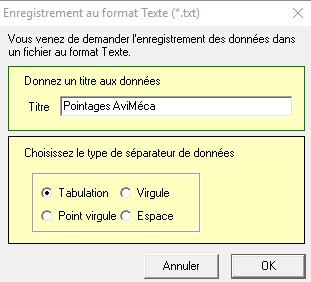 Enregistrement au format Texte (*.txt)
Vous venez de demander l'enregistrement des données dans
un fichier au format Texte.
Donnez un titre aux données
Titre Pointages AviMéca
Choisissez le type de séparateur de données
Tabulation Virgule
Point virgule Espace
Annuler OK